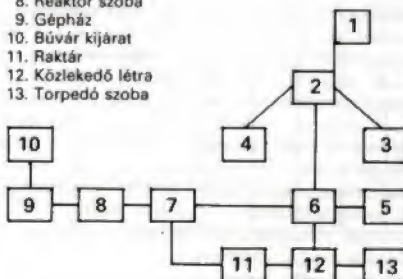 8. Reaktor szoba
9. Gépház
10. Búvár kijárat
11. Raktár
12. Közlekedő létra
13. Torpedó szoba
1
2
4
3
10
9
8
7
6
5
11
12
13